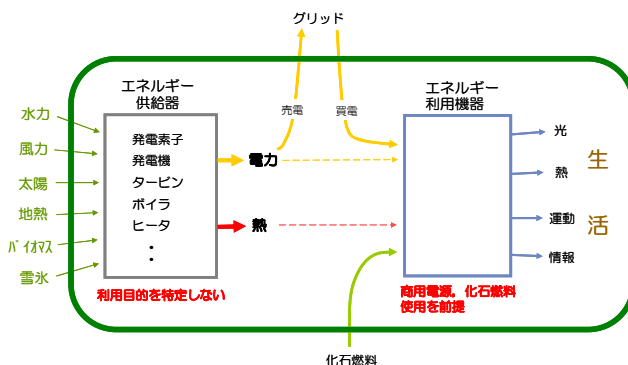 グリッド
エネルギー
供給器
エネルギー
利用機器
売電
買電
水力
風力
太陽
地熱
バイオマス
雪氷
発電素子
発電機
タービン
ボイラ
ヒータ
・
・
電力
熱
光
熱
運動
情報
生
活
利用目的を特定しない
商用電源，化石燃料
使用を前提
化石燃料